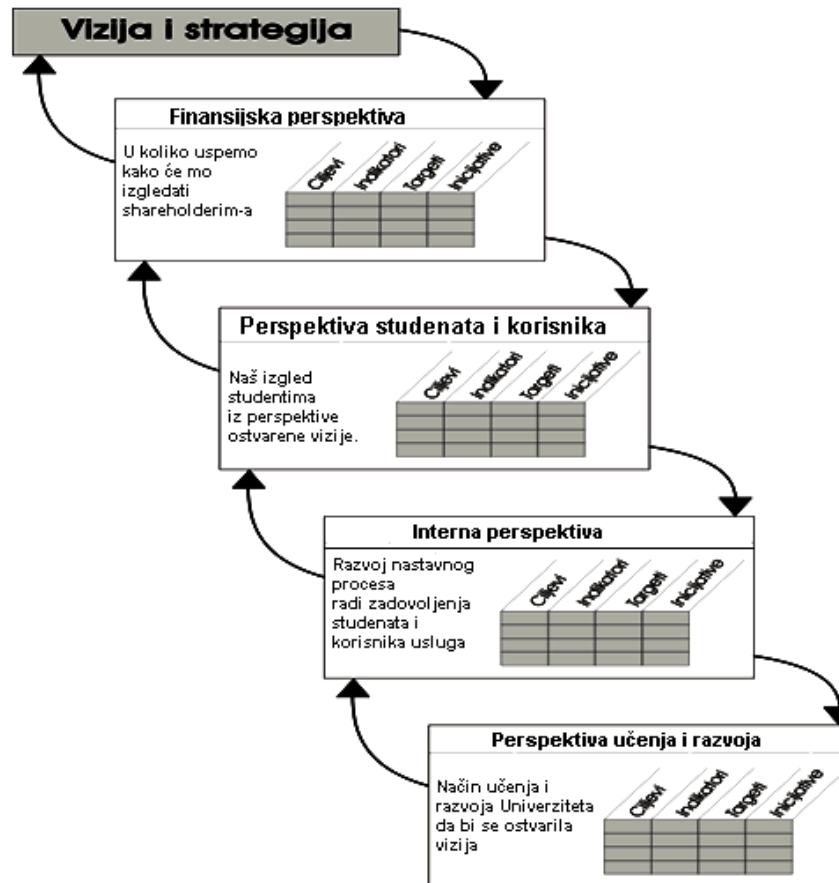 Vizija i strategija
Finansijska perspektiva
U koliko uspemo
kako će mo
izgledati
shareholderim-a
Ciljevi
Indikatori
Targeti
Inicijative
Perspektiva studenata i korisnika
Naš izgled
studentima
iz perspektive
ostvarene vizije.
Ciljevi
Indikatori
Targeti
Inicijative
Interna perspektiva
Razvoj nastavnog
procesa
radi zadovoljenja
studenata i
korisnika usluga
Ciljevi
Indikatori
Targeti
Inicijative
Perspektiva učenja i razvoja
Način učenja i
razvoja Univerziteta
da bi se ostvarila
vizija
Ciljevi
Indikatori
Targeti
Inicijative